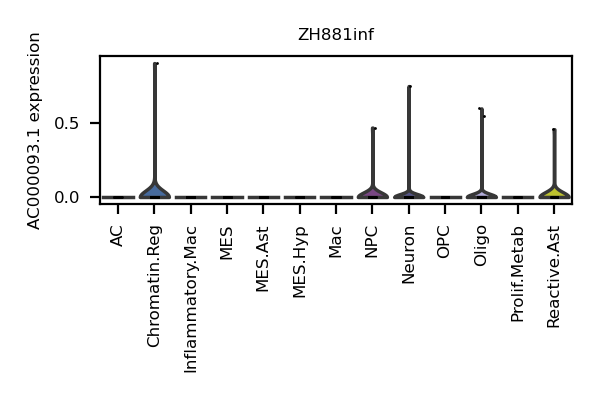 ZH881inf
AC000093.1 expression
0.5
0.0
AC
Chromatin.Reg
Inflammatory.Mac
MES
MES.Ast
MES.Hyp
Mac
NPC
Neuron
OPC
Oligo
Prolif.Metab
Reactive.Ast